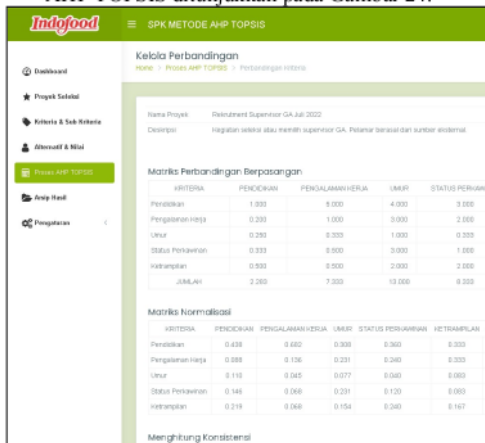 AHP TOPSIS ditunjukkan pada Gambar 24.
Indofood
SPK METODE AHP TOPSIS
Kelola Perbandingan
Home > Proses AHP TOPSIS > Perbandingan Kriteria
Dashboard
Proyek Seleksi
Kriteria & Sub Kriteria
Alternatif & Nilai
Proses AHP TOPSIS
Arsip Hasil
Pengaturan <
Nama Proyek Rekrutment Supervisor GA Juli 2022
Deskripsi Kegiatan seleksi atau memilih supervisor GA. Pelamar berasal dari sumber eksternal.
Matriks Perbandingan Berpasangan
KRITERIA PENDIDIKAN PENGALAMAN KERJA UMUR STATUS PERKAWI
Pendidikan 1.000 5.000 4.000 3.000
Pengalaman Kerja 0.200 1.000 3.000 2.000
Umur 0.250 0.333 1.000 0.333
Status Perkawinan 0.333 0.500 3.000 1.000
Ketrampilan 0.500 0.500 2.000 2.000
JUMLAH 2.283 7.333 13.000 8.333
Matriks Normalisasi
KRITERIA PENDIDIKAN PENGALAMAN KERJA UMUR STATUS PERKAWINAN KETRAMPILAN
Pendidikan 0.438 0.682 0.308 0.360 0.333
Pengalaman Kerja 0.088 0.136 0.231 0.240 0.333
Umur 0.110 0.045 0.077 0.040 0.083
Status Perkawinan 0.146 0.068 0.231 0.120 0.083
Ketrampilan 0.219 0.068 0.154 0.240 0.167
Menghitung Konsistensi